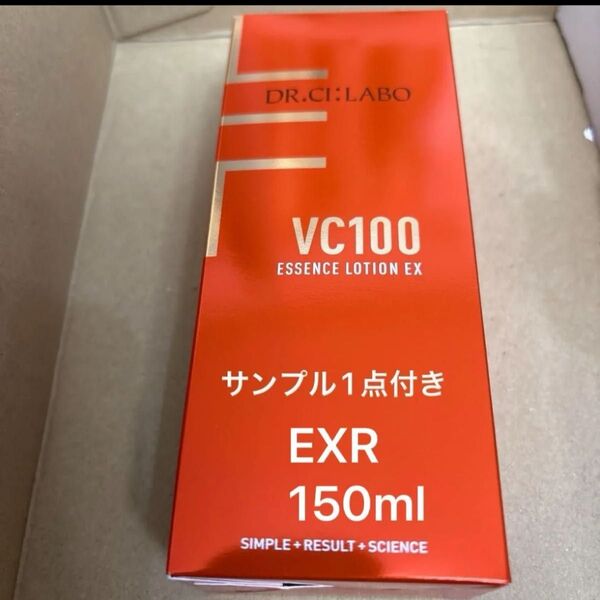 DR.CI:LABO
VC100
ESSENCE LOTION EX
サンプル1点付き
EXR
150ml
SIMPLE+RESULT+SCIENCE